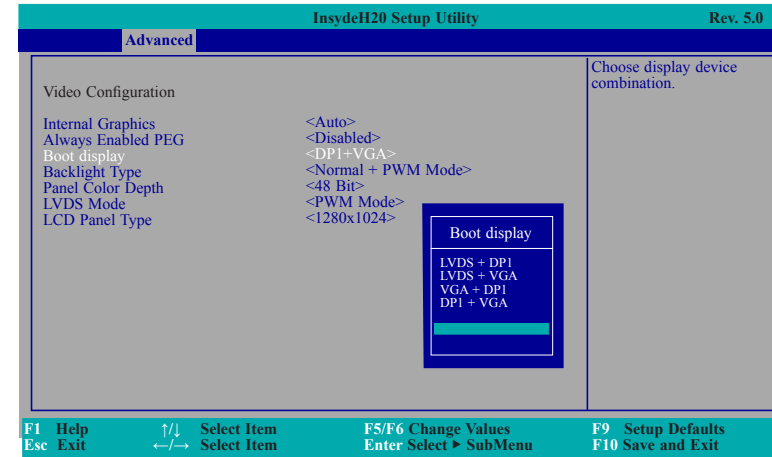 InsydeH20 Setup Utility Rev. 5.0
Advanced
Choose display device
combination.
Video Configuration
Internal Graphics <Auto>
Always Enabled PEG <Disabled>
Boot display <DP1+VGA>
Backlight Type <Normal + PWM Mode>
Panel Color Depth <48 Bit>
LVDS Mode <PWM Mode>
LCD Panel Type <1280x1024>
Boot display
LVDS + DP1
LVDS + VGA
VGA + DP1
DP1 + VGA
F1 Help ↑/↓ Select Item F5/F6 Change Values F9 Setup Defaults
Esc Exit ←/→ Select Item Enter Select ► SubMenu F10 Save and Exit